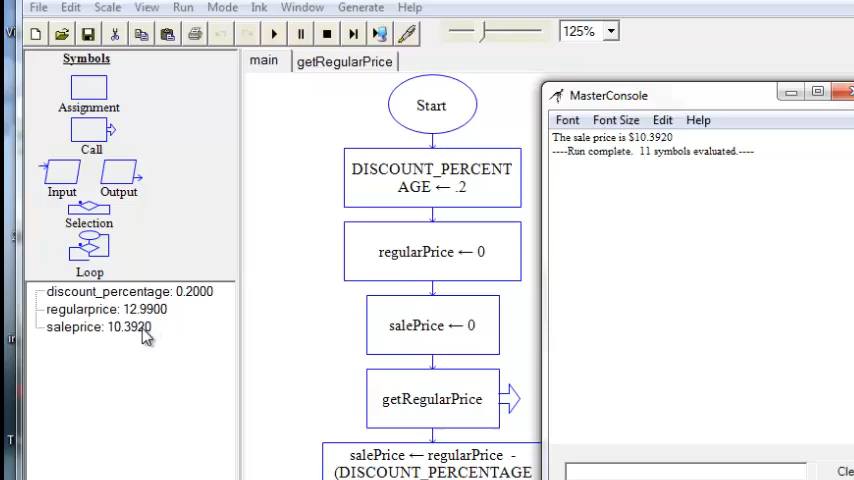 File Edit Scale View Run Mode Ink Window Generate Help
125%
Symbols
Assignment
Call
Input Output
Selection
Loop
discount_percentage: 0.2000
regularprice: 12.9900
saleprice: 10.3920
main getRegularPrice
Start
DISCOUNT_PERCENT
AGE ← .2
regularPrice ← 0
salePrice ← 0
getRegularPrice
salePrice ← regularPrice -
(DISCOUNT_PERCENTAGE
MasterConsole
Font Font Size Edit Help
The sale price is $10.3920
----Run complete. 11 symbols evaluated.----